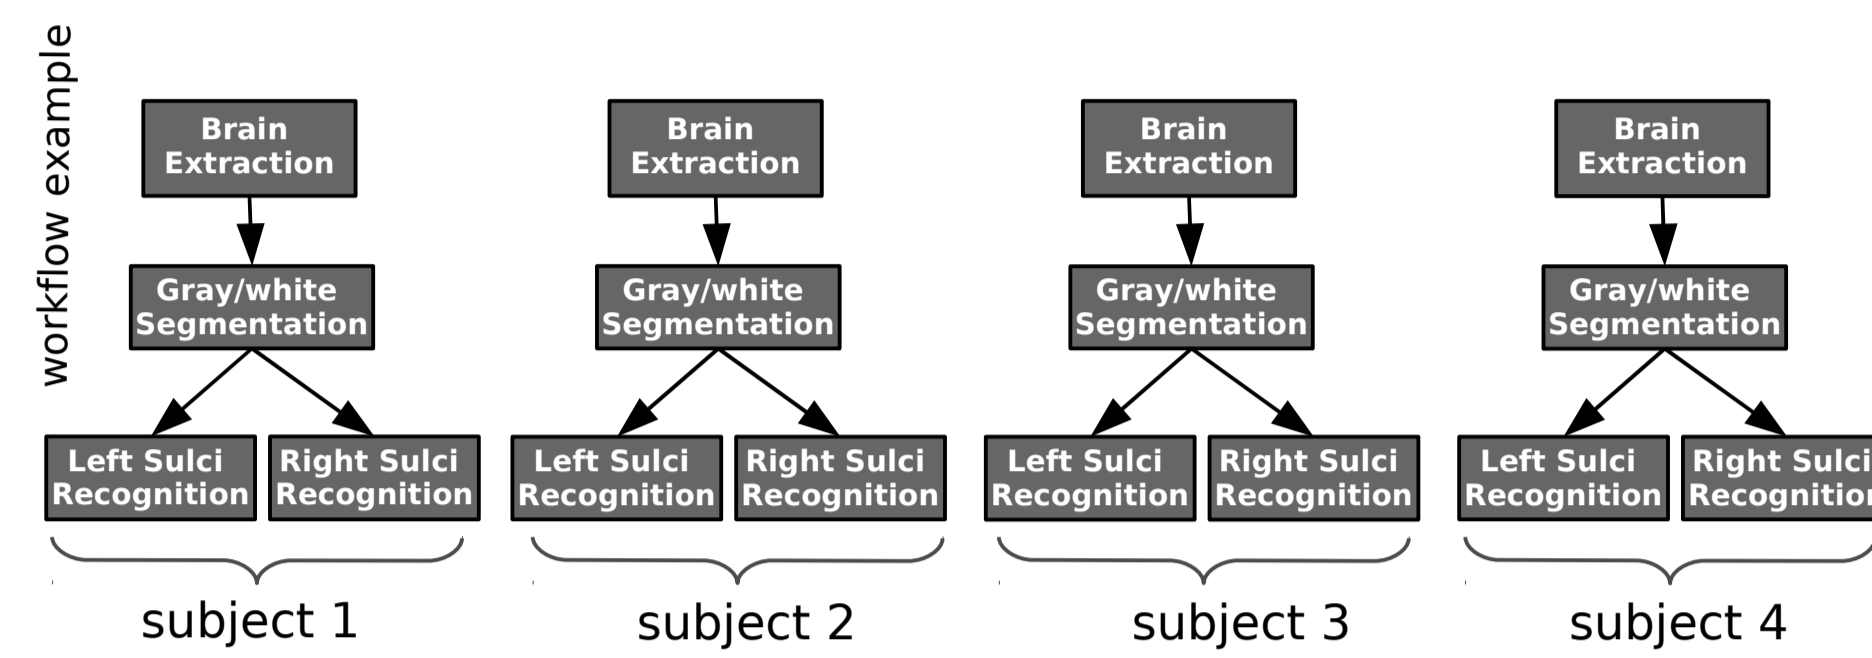 workflow example
Brain
Extraction
Gray/white
Segmentation
Left Sulci
Recognition
Right Sulci
Recognition
subject 1
Brain
Extraction
Gray/white
Segmentation
Left Sulci
Recognition
Right Sulci
Recognition
subject 2
Brain
Extraction
Gray/white
Segmentation
Left Sulci
Recognition
Right Sulci
Recognition
subject 3
Brain
Extraction
Gray/white
Segmentation
Left Sulci
Recognition
Right Sulci
Recognition
subject 4